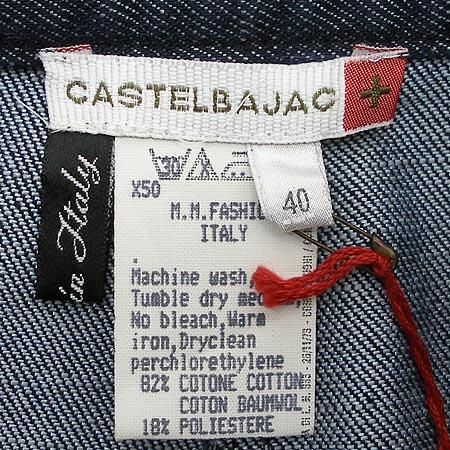 CASTELBAJAC
40
in Italy
30
X50
M.M.FASHI
ITALY
Machine wash,
Tumble dry med
No bleach,Warm
iron,Dryclean
perchlorethylene
82% COTONE COTTON
COTON BAUMWOL
18% POLIESTERE